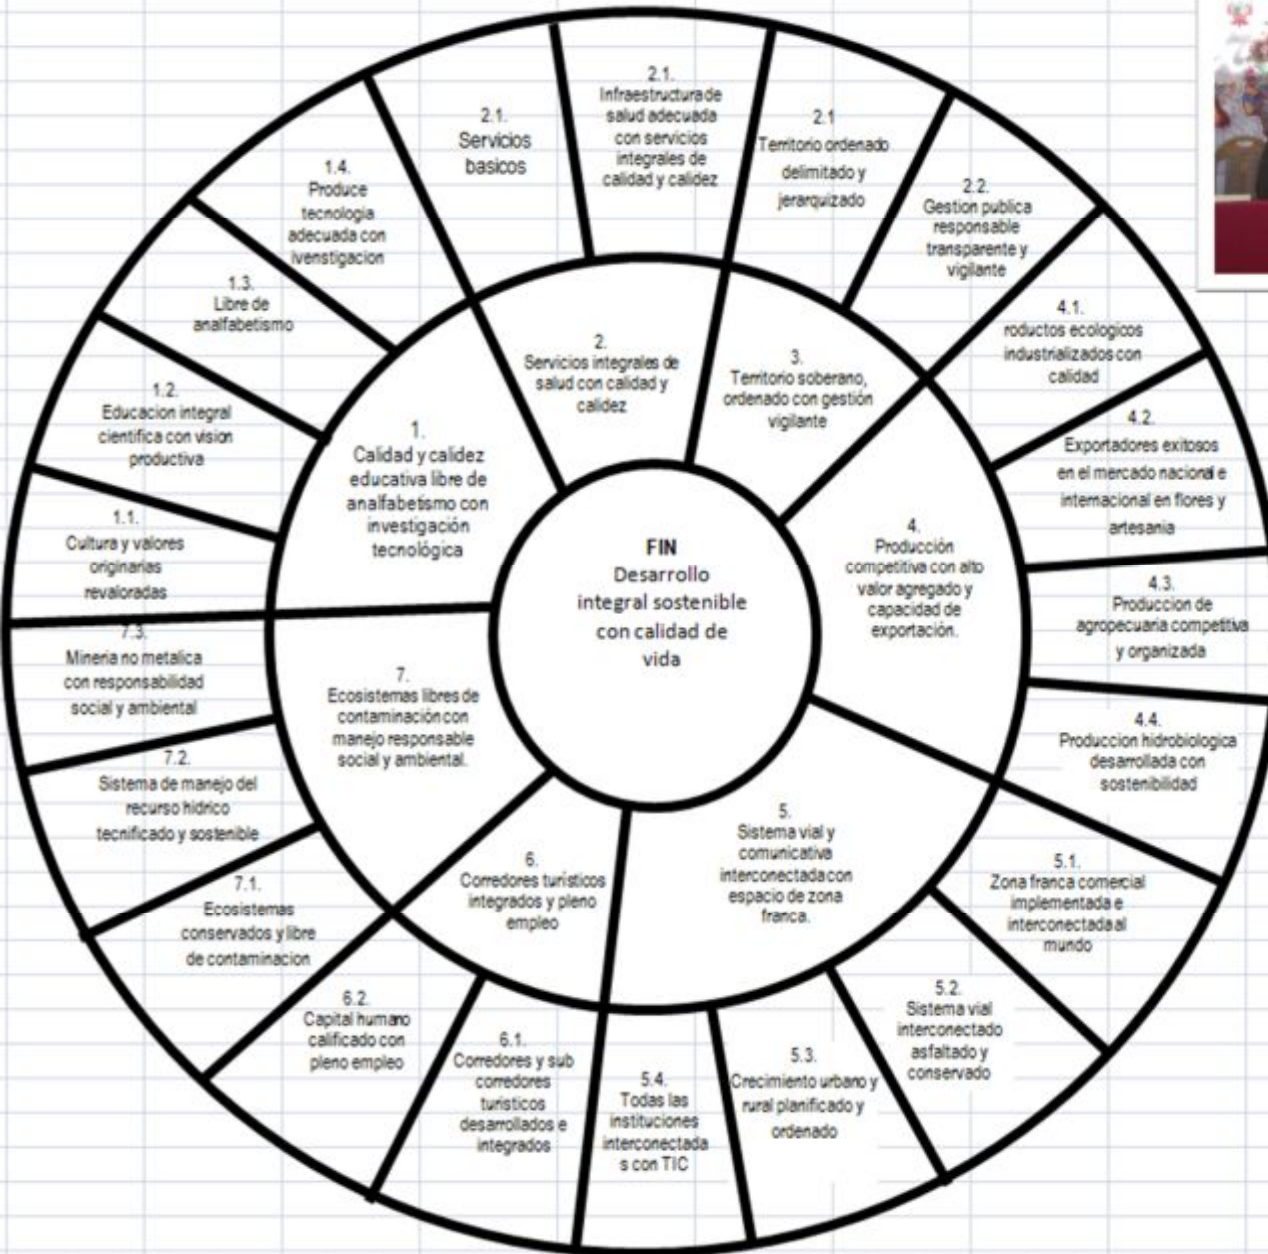 FIN
Desarrollo
integral sostenible
con calidad de
vida
1.
Calidad y calidez
educativa libre de
analfabetismo con
investigación
tecnológica
2.
Servicios integrales de
salud con calidad y
calidez
3.
Territorio soberano,
ordenado con gestión
vigilante
4.
Producción
competitiva con alto
valor agregado y
capacidad de
exportación.
5.
Sistema vial y
comunicativa
interconectada con
espacio de zona
franca.
6.
Corredores turísticos
integrados y pleno
empleo
7.
Ecosistemas libres de
contaminación con
manejo responsable
social y ambiental.
1.1.
Cultura y valores
originarias
revaloradas
1.2.
Educacion integral
cientifica con vision
productiva
1.3.
Libre de
analfabetismo
1.4.
Produce
tecnologia
adecuada con
ivenstigacion
2.1.
Servicios
basicos
2.1.
Infraestructura de
salud adecuada
con servicios
integrales de
calidad y calidez
2.1
Territorio ordenado
delimitado y
jerarquizado
2.2.
Gestion publica
responsable
transparente y
vigilante
4.1.
roductos ecologicos
industrializados con
calidad
4.2.
Exportadores exitosos
en el mercado nacional e
internacional en flores y
artesania
4.3.
Produccion de
agropecuaria competitiva
y organizada
4.4.
Produccion hidrobiologica
desarrollada con
sostenibilidad
5.1.
Zona franca comercial
implementada e
interconectada al
mundo
5.2.
Sistema vial
interconectado
asfaltado y
conservado
5.3.
Crecimiento urbano y
rural planificado y
ordenado
5.4.
Todas las
instituciones
interconectada
s con TIC
6.1.
Corredores y sub
corredores
turisticos
desarrollados e
integrados
6.2.
Capital humano
calificado con
pleno empleo
7.1.
Ecosistemas
conservados y libre
de contaminacion
7.2.
Sistema de manejo del
recurso hidrico
tecnificado y sostenible
7.3.
Mineria no metalica
con responsabilidad
social y ambiental